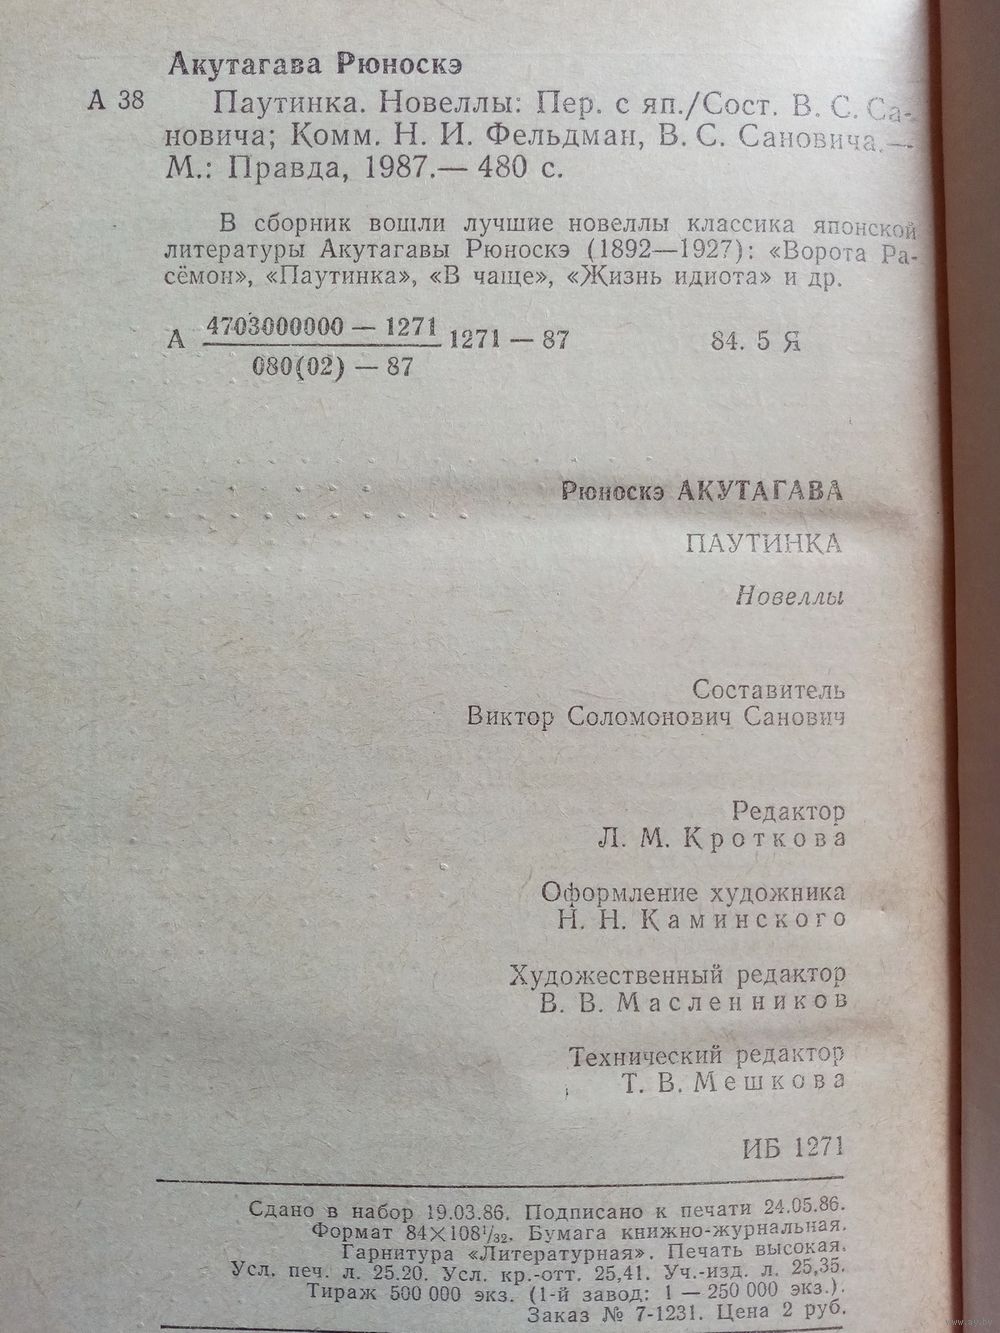 Акутагава Рюноскэ
А 38 Паутинка. Новеллы: Пер. с яп./Сост. В. С. Са-
новича; Комм. Н. И. Фельдман, В. С. Сановича.—
М.: Правда, 1987.— 480 с.
В сборник вошли лучшие новеллы классика японской
литературы Акутагавы Рюноскэ (1892—1927): «Ворота Ра-
сёмон», «Паутинка», «В чаще», «Жизнь идиота» и др.
4703000000 — 1271
А 1271 — 87 84. 5 Я
080(02) — 87
Рюноскэ АКУТАГАВА
ПАУТИНКА
Новеллы
Составитель
Виктор Соломонович Санович
Редактор
Л. М. Кроткова
Оформление художника
Н. Н. Каминского
Художественный редактор
В. В. Масленников
Технический редактор
Т. В. Мешкова
ИБ 1271
Сдано в набор 19.03.86. Подписано к печати 24.05.86.
Формат 84×108¹/₃₂. Бумага книжно-журнальная.
Гарнитура «Литературная». Печать высокая.
Усл. печ. л. 25.20. Усл. кр.-отт. 25,41. Уч.-изд. л. 25,35.
Тираж 500 000 экз. (1-й завод: 1 — 250 000 экз.).
Заказ № 7-1231. Цена 2 руб.
www.ay.by